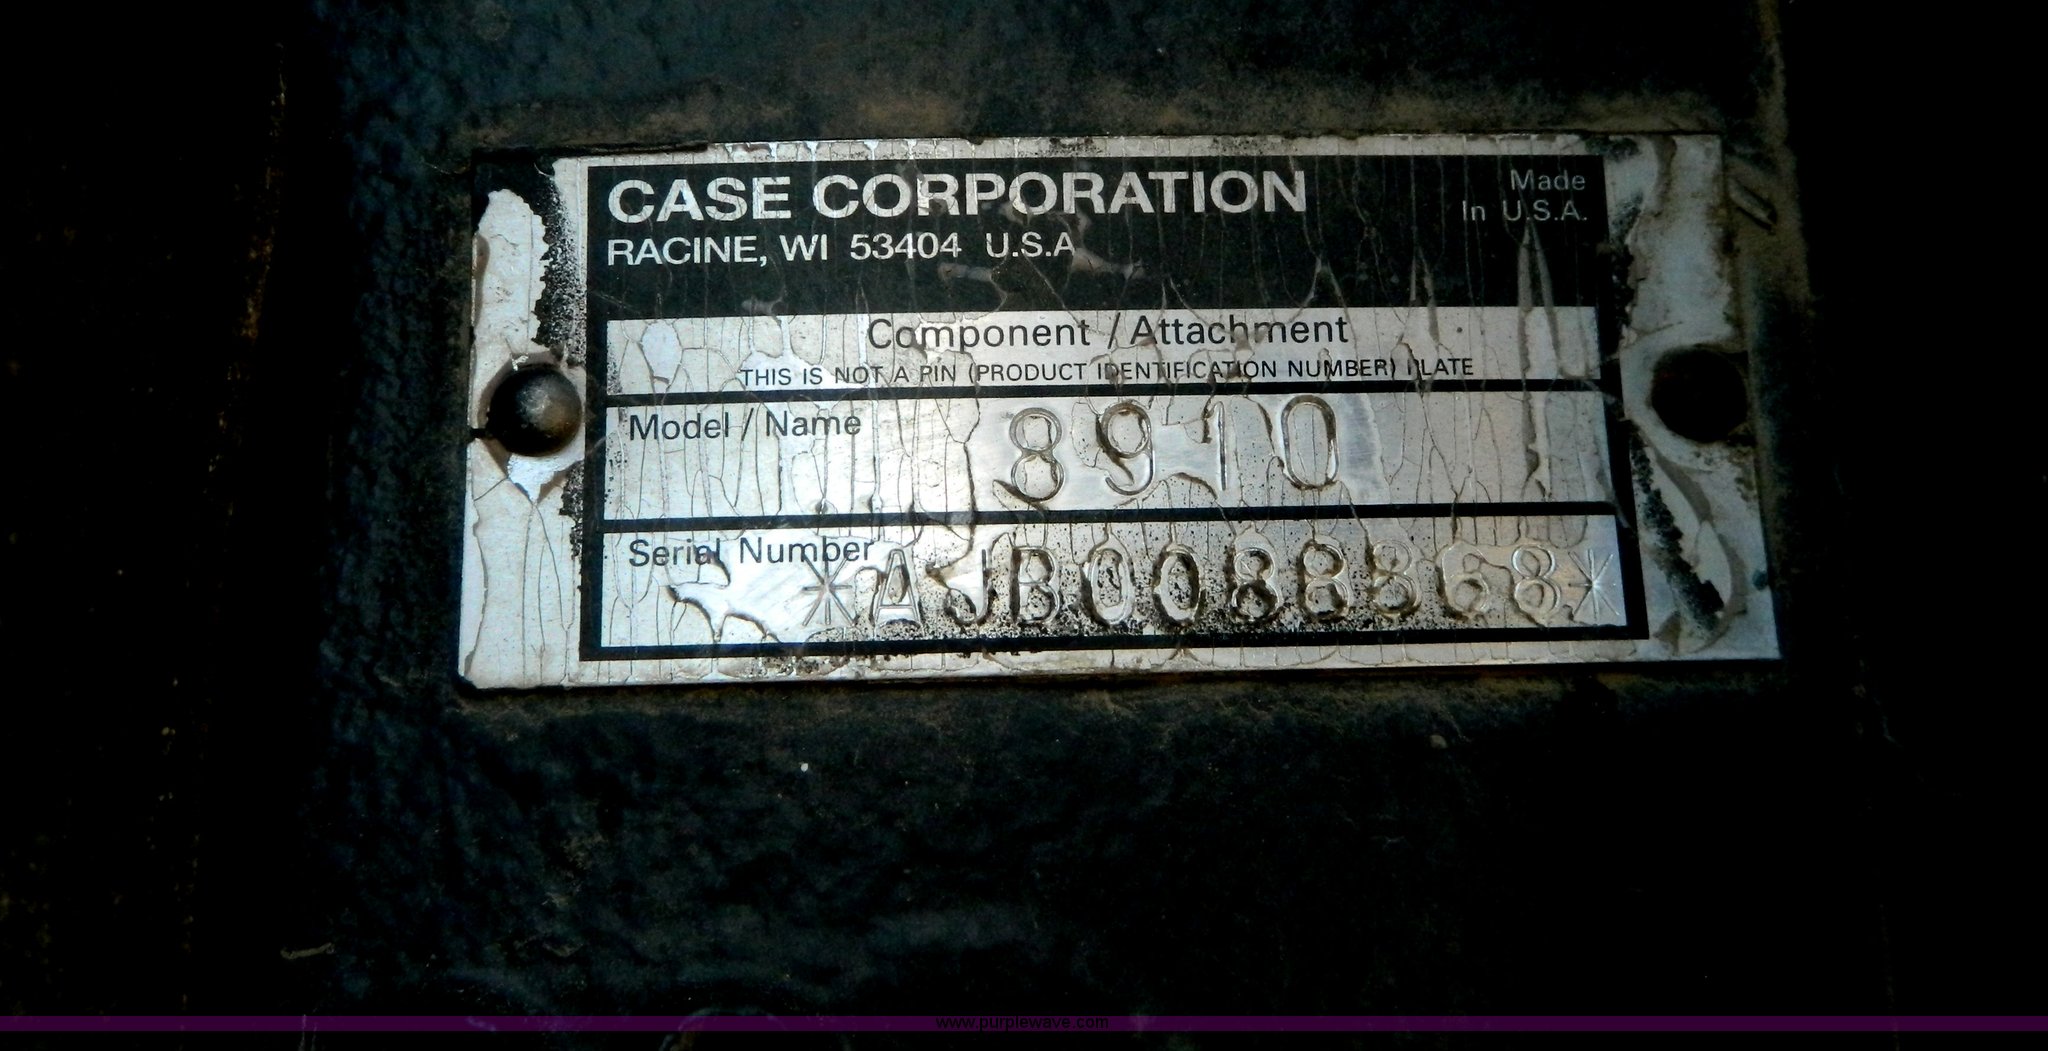 CASE CORPORATION
Made
In U.S.A.
RACINE, WI 53404 U.S.A
Component / Attachment
THIS IS NOT A PIN (PRODUCT IDENTIFICATION NUMBER) PLATE
Model / Name 8910
Serial Number *AJB0088868*
www.purplewave.com